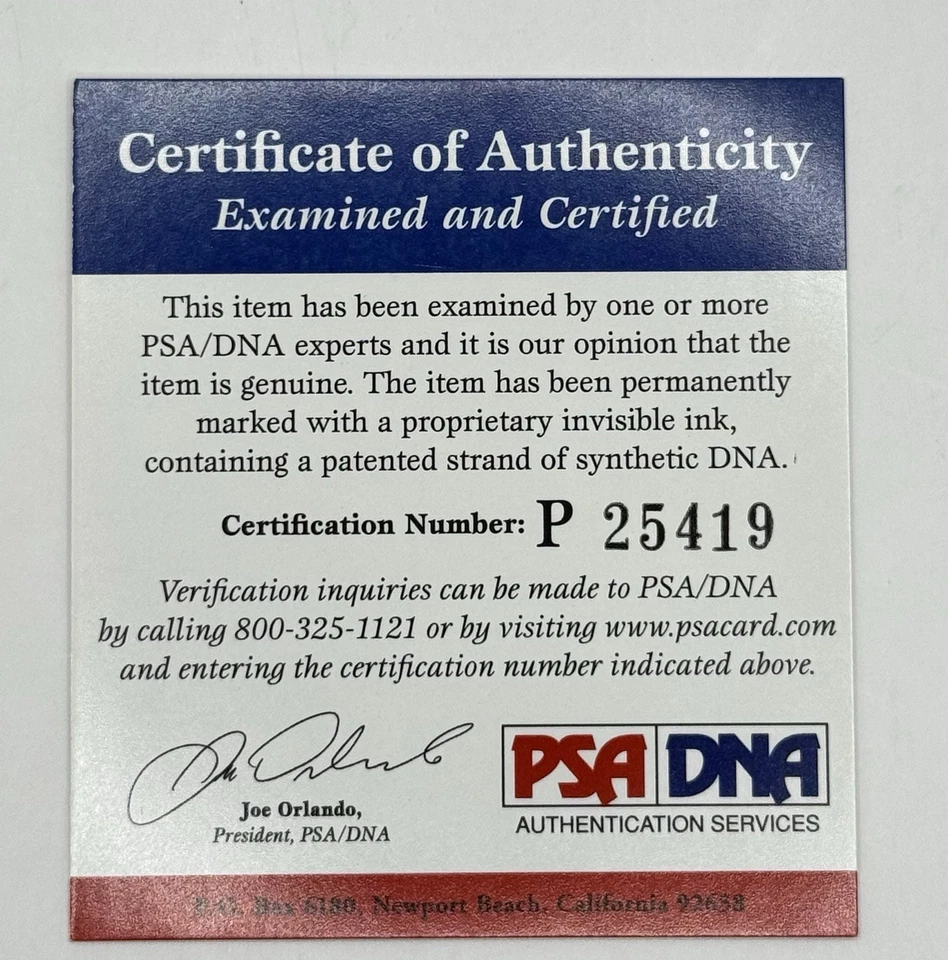 Certificate of Authenticity
Examined and Certified
This item has been examined by one or more
PSA/DNA experts and it is our opinion that the
item is genuine. The item has been permanently
marked with a proprietary invisible ink,
containing a patented strand of synthetic DNA.
Certification Number: P 25419
Verification inquiries can be made to PSA/DNA
by calling 800-325-1121 or by visiting www.psacard.com
and entering the certification number indicated above.
Joe Orlando,
President, PSA/DNA
PSA DNA
AUTHENTICATION SERVICES
P.O. Box 6180, Newport Beach, California 92658